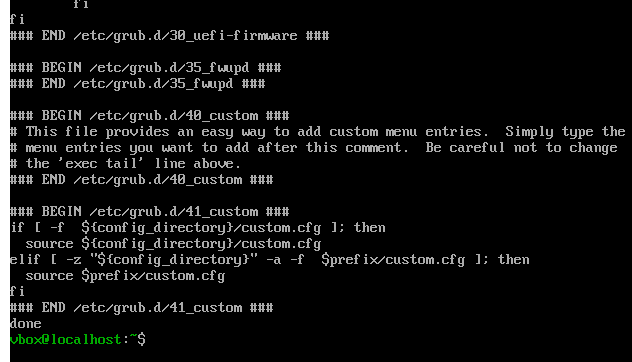 fi
fi
### END /etc/grub.d/30_uefi-firmware ###
### BEGIN /etc/grub.d/35_fwupd ###
### END /etc/grub.d/35_fwupd ###
### BEGIN /etc/grub.d/40_custom ###
# This file provides an easy way to add custom menu entries.  Simply type the
# menu entries you want to add after this comment.  Be careful not to change
# the 'exec tail' line above.
### END /etc/grub.d/40_custom ###
### BEGIN /etc/grub.d/41_custom ###
if [ -f  ${config_directory}/custom.cfg ]; then
  source ${config_directory}/custom.cfg
elif [ -z "${config_directory}" -a -f  $prefix/custom.cfg ]; then
  source $prefix/custom.cfg
fi
### END /etc/grub.d/41_custom ###
done
vbox@localhost:~$